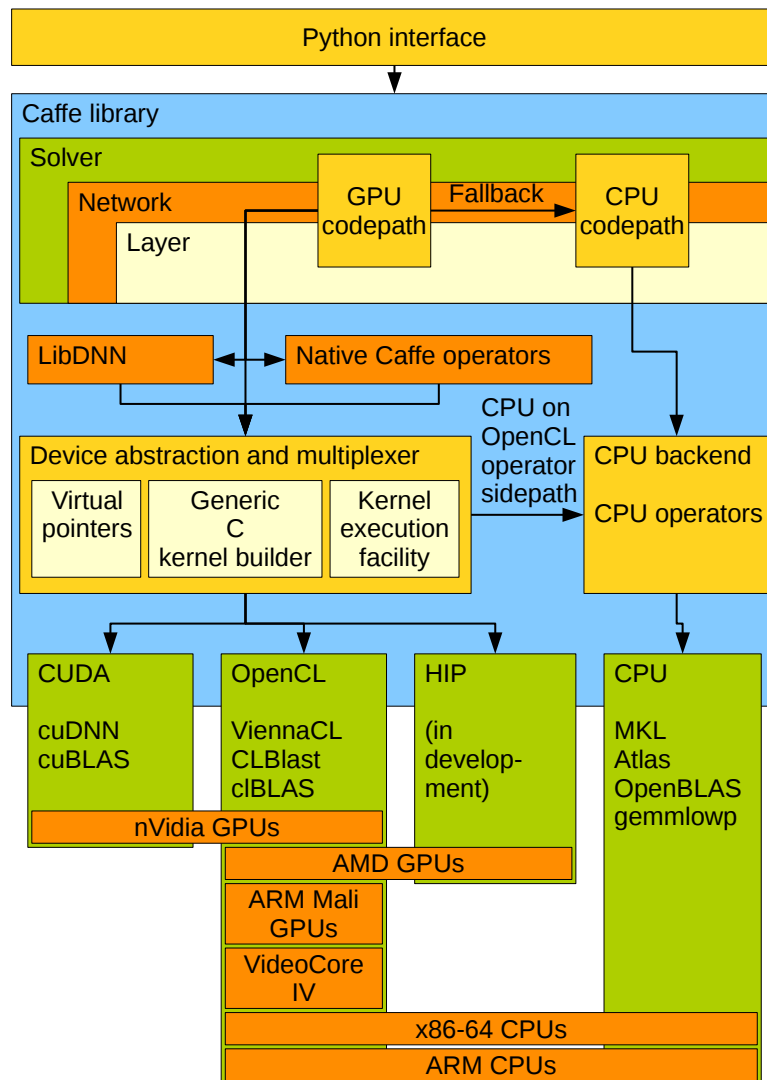 Python interface
Caffe library
Solver
Network
Layer
GPU
codepath
Fallback
CPU
codepath
LibDNN
Native Caffe operators
CPU on
OpenCL
operator
sidepath
Device abstraction and multiplexer
Virtual
pointers
Generic
C
kernel builder
Kernel
execution
facility
CPU backend
CPU operators
CUDA
cuDNN
cuBLAS
OpenCL
ViennaCL
CLBlast
clBLAS
HIP
(in
develop-
ment)
CPU
MKL
Atlas
OpenBLAS
gemmlowp
nVidia GPUs
AMD GPUs
ARM Mali
GPUs
VideoCore
IV
x86-64 CPUs
ARM CPUs